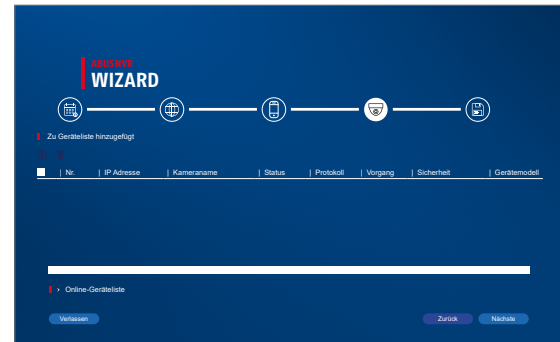 ABUS NVR
WIZARD
Zu Geräteliste hinzugefügt
| Nr. | IP Adresse | Kameraname | Status | Protokoll | Vorgang | Sicherheit | Gerätemodell
› Online-Geräteliste
Verlassen Zurück Nächste